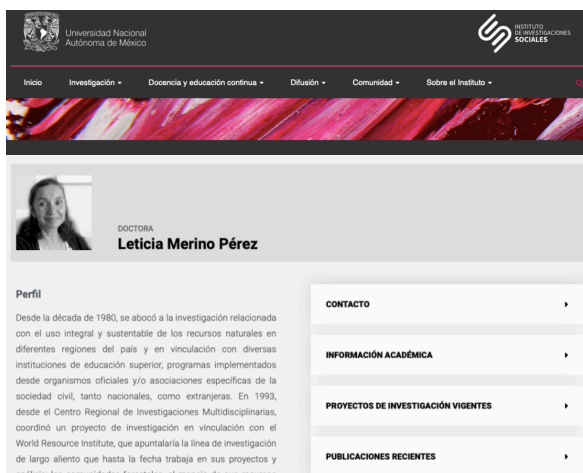 Universidad Nacional
Autónoma de México
INSTITUTO
DE INVESTIGACIONES
SOCIALES
Inicio
Investigación
Docencia y educación continua
Difusión
Comunidad
Sobre el Instituto
DOCTORA
Leticia Merino Pérez
Perfil
Desde la década de 1980, se abocó a la investigación relacionada
con el uso integral y sustentable de los recursos naturales en
diferentes regiones del país y en vinculación con diversas
instituciones de educación superior, programas implementados
desde organismos oficiales y/o asociaciones específicas de la
sociedad civil, tanto nacionales, como extranjeras. En 1993,
desde el Centro Regional de Investigaciones Multidisciplinarias,
coordinó un proyecto de investigación en vinculación con el
World Resource Institute, que apuntalaría la línea de investigación
de largo aliento que hasta la fecha trabaja en sus proyectos y
CONTACTO
INFORMACIÓN ACADÉMICA
PROYECTOS DE INVESTIGACIÓN VIGENTES
PUBLICACIONES RECIENTES